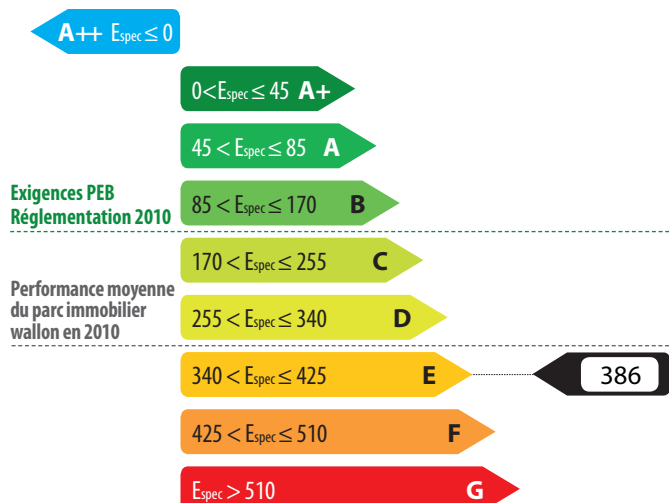 A++ Espec ≤ 0
0<Espec ≤ 45 A+
45 < Espec ≤ 85 A
Exigences PEB
Réglementation 2010
85 < Espec ≤ 170 B
170 < Espec ≤ 255 C
Performance moyenne
du parc immobilier
wallon en 2010
255 < Espec ≤ 340 D
340 < Espec ≤ 425 E 386
425 < Espec ≤ 510 F
Espec > 510 G